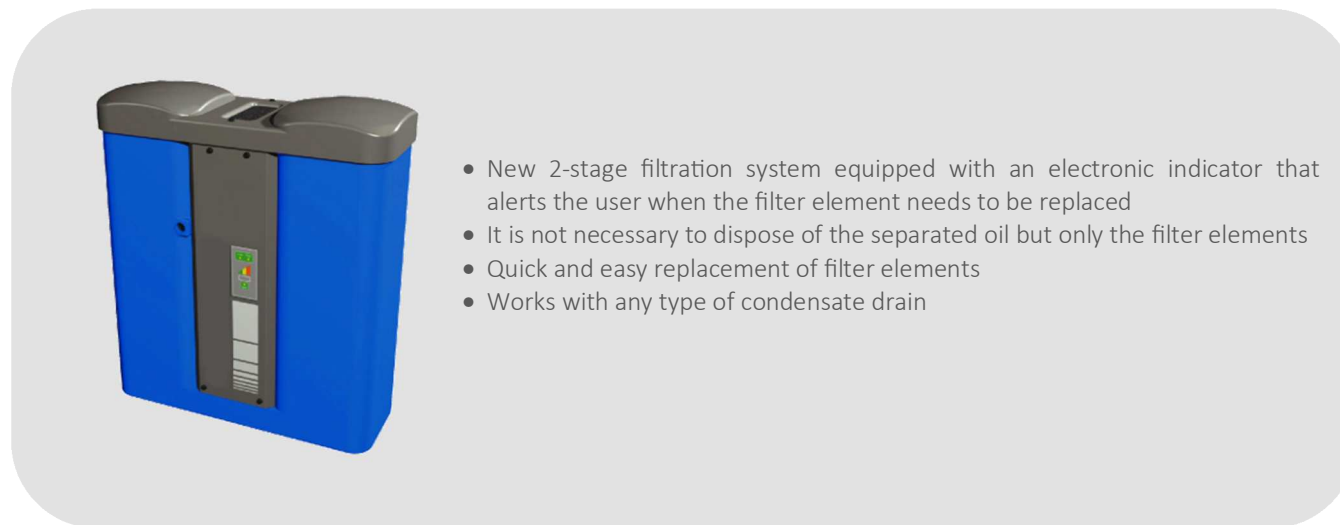 • New 2-stage filtration system equipped with an electronic indicator that
alerts the user when the filter element needs to be replaced
• It is not necessary to dispose of the separated oil but only the filter elements
• Quick and easy replacement of filter elements
• Works with any type of condensate drain